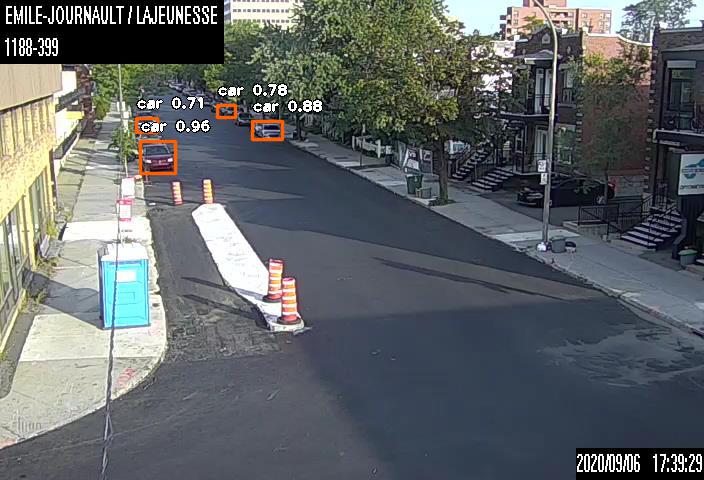 EMILE-JOURNAULT / LAJEUNESSE
1188-399
car 0.71
car 0.78
car 0.88
car 0.96
2020/09/06 17:39:29